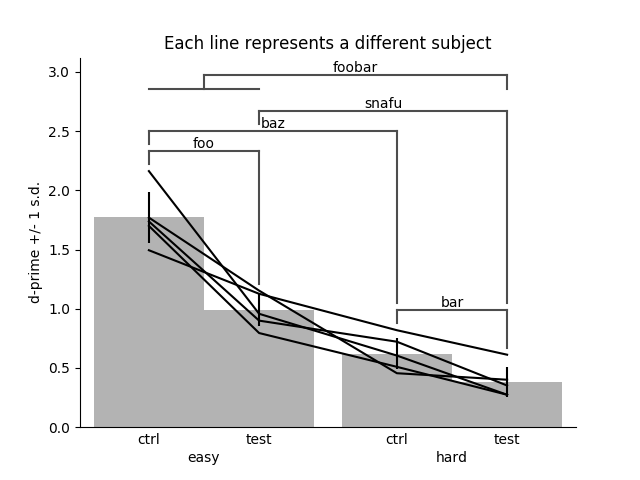 Each line represents a different subject
3.0
2.5
2.0
1.5
1.0
0.5
0.0
d-prime +/- 1 s.d.
foobar
snafu
baz
foo
bar
ctrl test ctrl test
easy hard